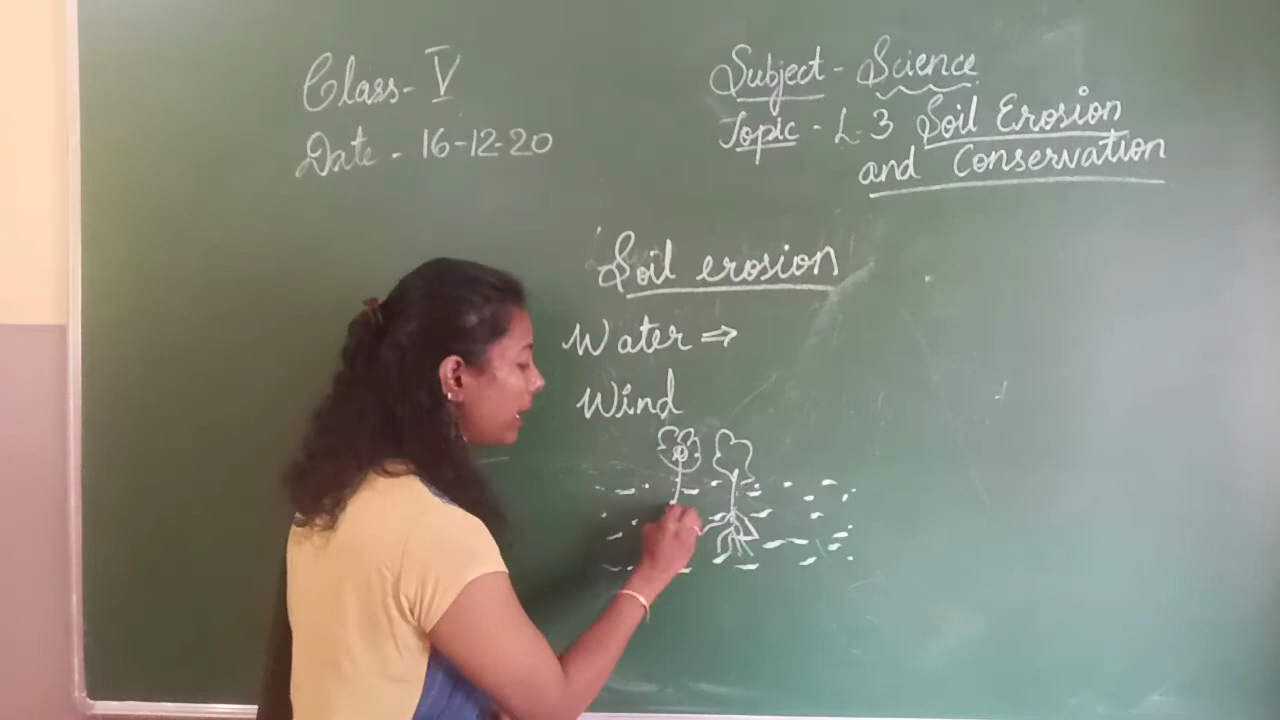 Class - V
Date - 16-12-20
Subject - Science
Topic - L-3 Soil Erosion
and Conservation
Soil erosion
Water ⇒
Wind